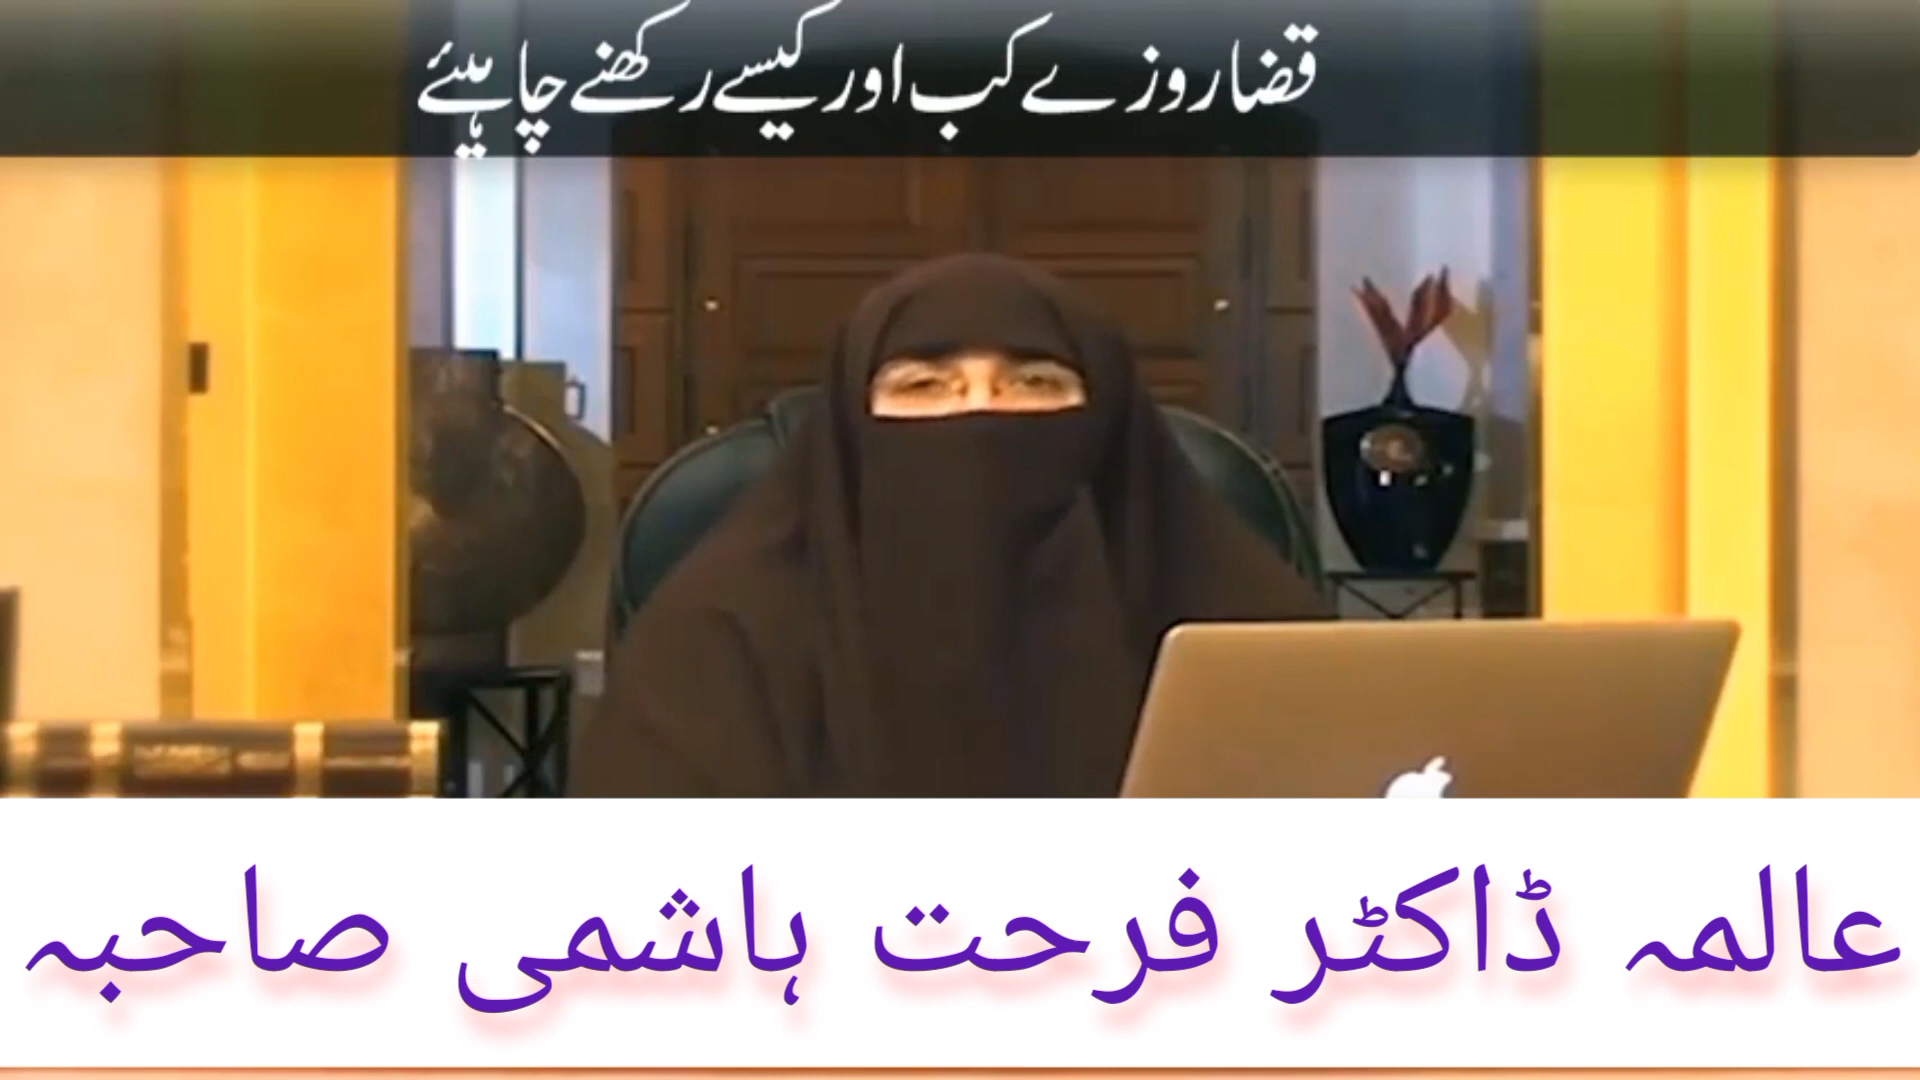 قضا روزے کب اور کیسے رکھنے چاہیئے
عالمہ ڈاکٹر فرحت ہاشمی صاحبہ